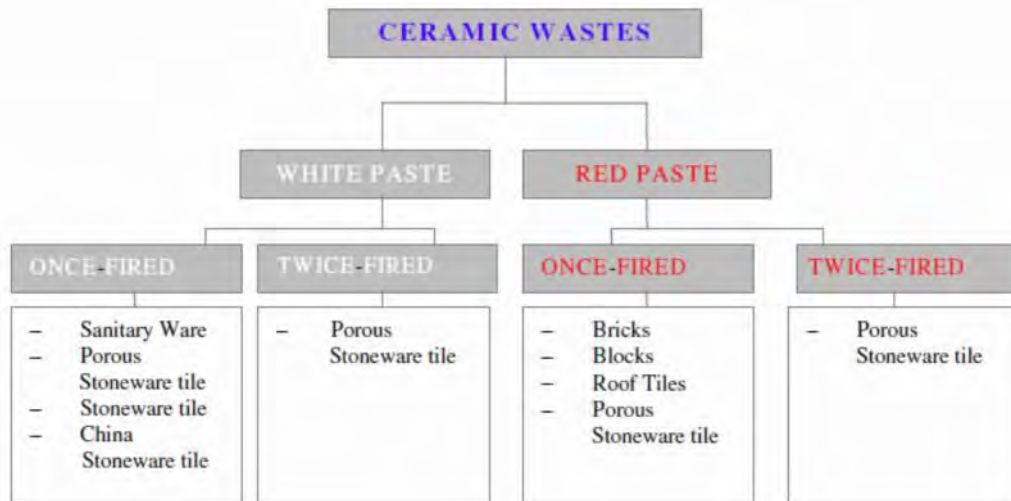 CERAMIC WASTES
WHITE PASTE
RED PASTE
ONCE-FIRED
TWICE-FIRED
ONCE-FIRED
TWICE-FIRED
– Sanitary Ware
– Porous
Stoneware tile
– Stoneware tile
– China
Stoneware tile
– Porous
Stoneware tile
– Bricks
– Blocks
– Roof Tiles
– Porous
Stoneware tile
– Porous
Stoneware tile